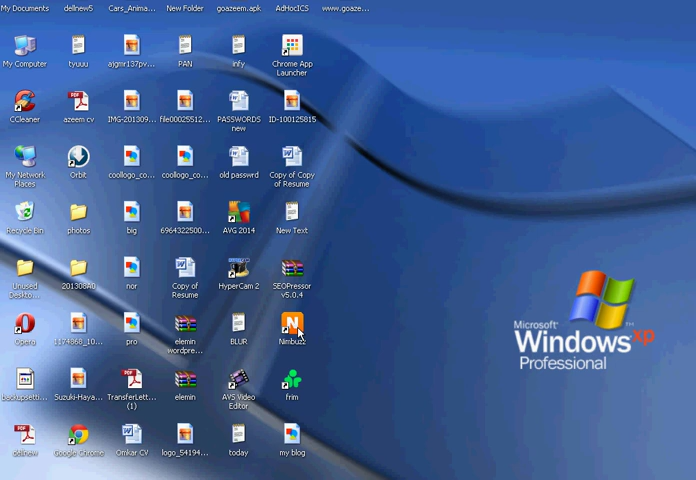 My Documents
dellnew5
Cars_Anima...
New Folder
goazeem.apk
AdHocICS
www.goaze...
My Computer
tyuuu
ajgmr137pv...
PAN
infy
Chrome App
Launcher
CCleaner
azeem cv
IMG-201309...
file00025512...
PASSWORDS
new
ID-100125815
My Network
Places
Orbit
coollogo_co...
coollogo_co...
old passwrd
Copy of Copy
of Resume
Recycle Bin
photos
big
6964322500...
AVG 2014
New Text
Unused
Deskto...
201308A0
nor
Copy of
Resume
HyperCam 2
SEOPressor
v5.0.4
Opera
1174868_10...
pro
elemin
wordpre...
BLUR
Nimbuzz
backupsetti...
Suzuki-Haya...
TransferLett...
(1)
elemin
AVS Video
Editor
frim
dellnew
Google Chrome
Omkar CV
logo_54194...
today
my blog
Microsoft®
Windows xp
Professional